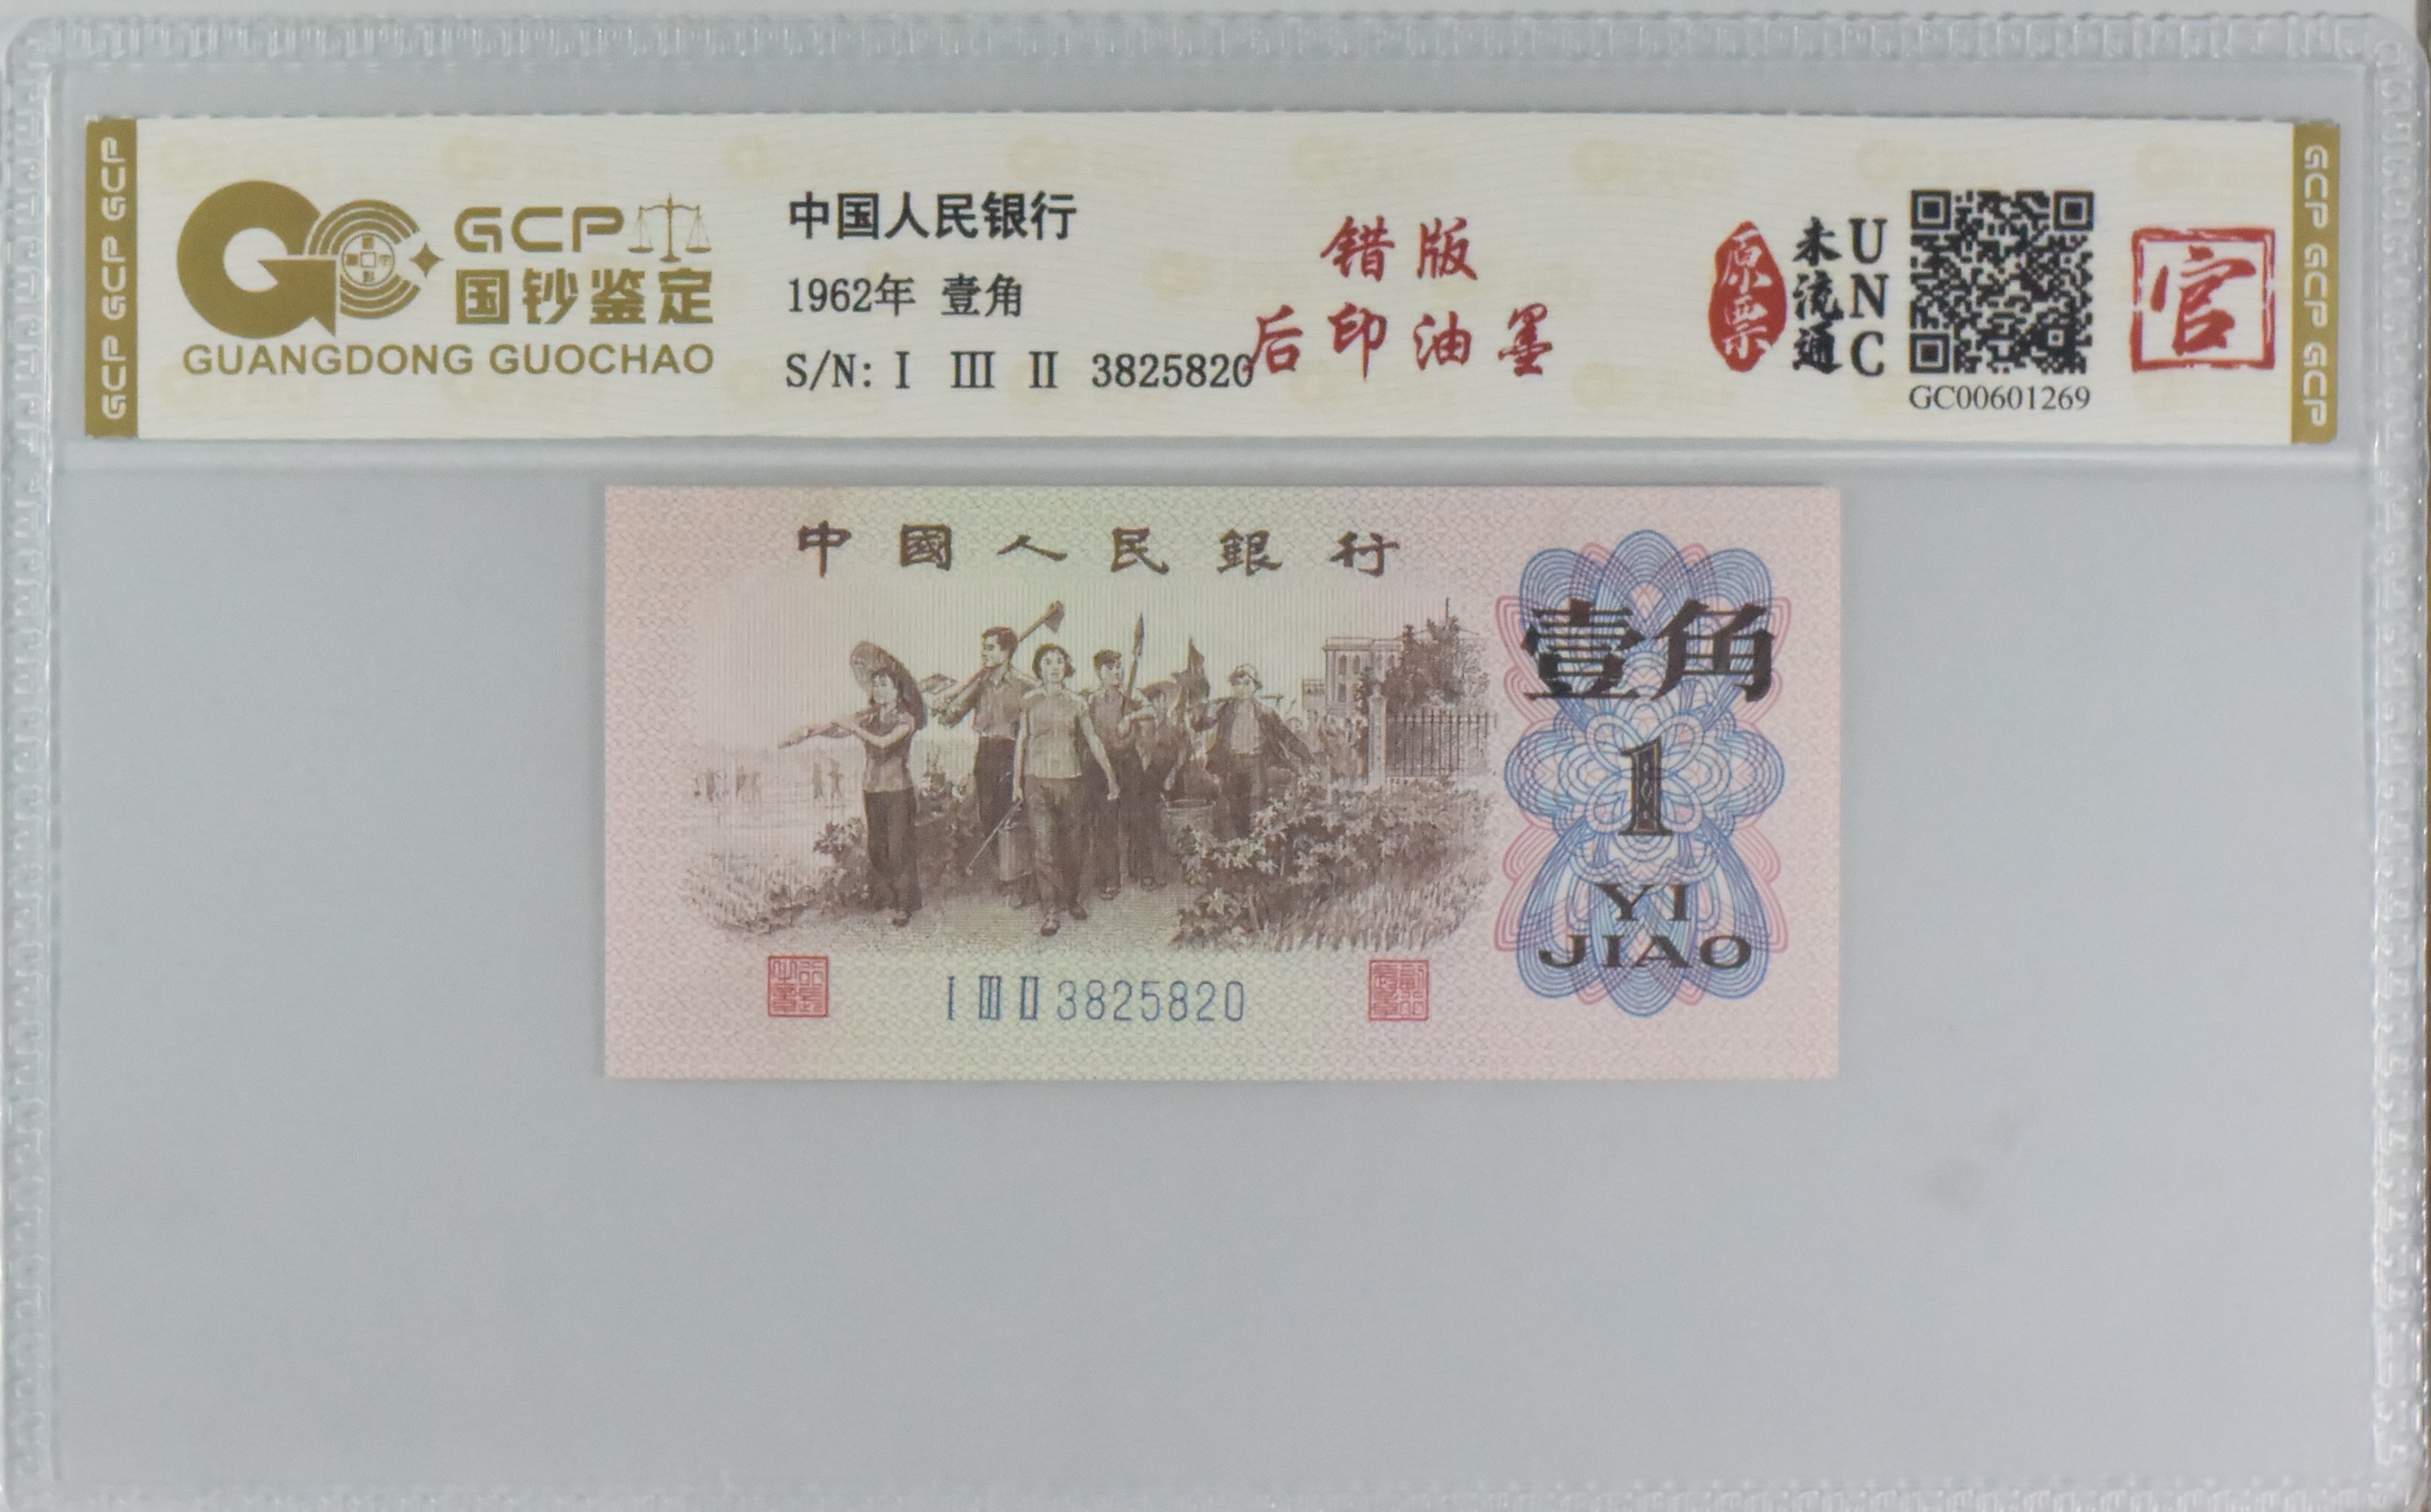 GCP GCP GCP
GCP
国钞鉴定
GUANGDONG GUOCHAO
中国人民银行
1962年 壹角
S/N: I III II 3825820
错版
后印油墨
原票
未流通
UNC
GC00601269
官
GCP GCP GCP
中國人民銀行
壹角
1
YI
JIAO
I III II 3825820